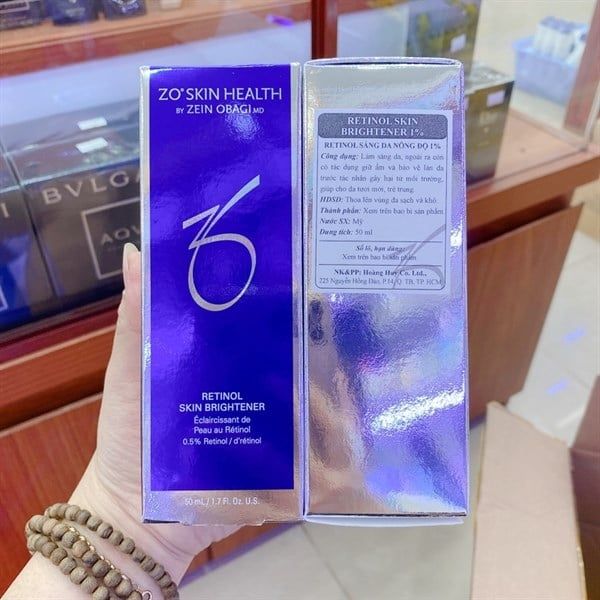 ZO® SKIN HEALTH
BY ZEIN OBAGI MD
RETINOL
SKIN BRIGHTENER
Éclaircissant de
Peau au Rétinol
0.5% Retinol / d'rétinol
50 mL / 1.7 Fl. Oz. U.S.
RETINOL SKIN
BRIGHTENER 1%
RETINOL SÁNG DA NỒNG ĐỘ 1%
Công dụng: Làm sáng da, ngoài ra còn
có tác dụng giữ ẩm và bảo vệ làn da
trước tác nhân gây hại từ môi trường,
giúp cho da tươi mới, trẻ trung.
HDSD: Thoa lên vùng da sạch và khô.
Thành phần: Xem trên bao bì sản phẩm.
Nước SX: Mỹ
Dung tích: 50 ml
Số lô, hạn dùng:
Xem trên bao bì sản phẩm
NK&PP: Hoàng Huy Co. Ltd.,
225 Nguyễn Hồng Đào, P.14, Q. TB, TP. HCM
BVLGA
AQV